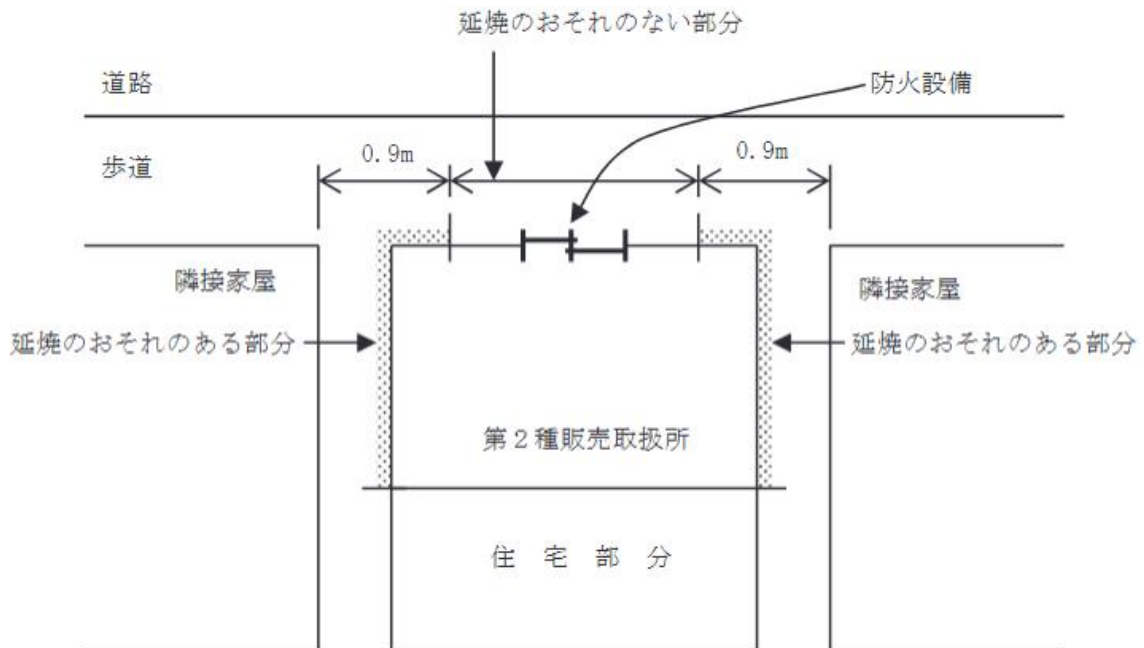 延焼のおそれのない部分
道路
防火設備
歩道
0.9m
0.9m
隣接家屋
隣接家屋
延焼のおそれのある部分
延焼のおそれのある部分
第2種販売取扱所
住宅部分